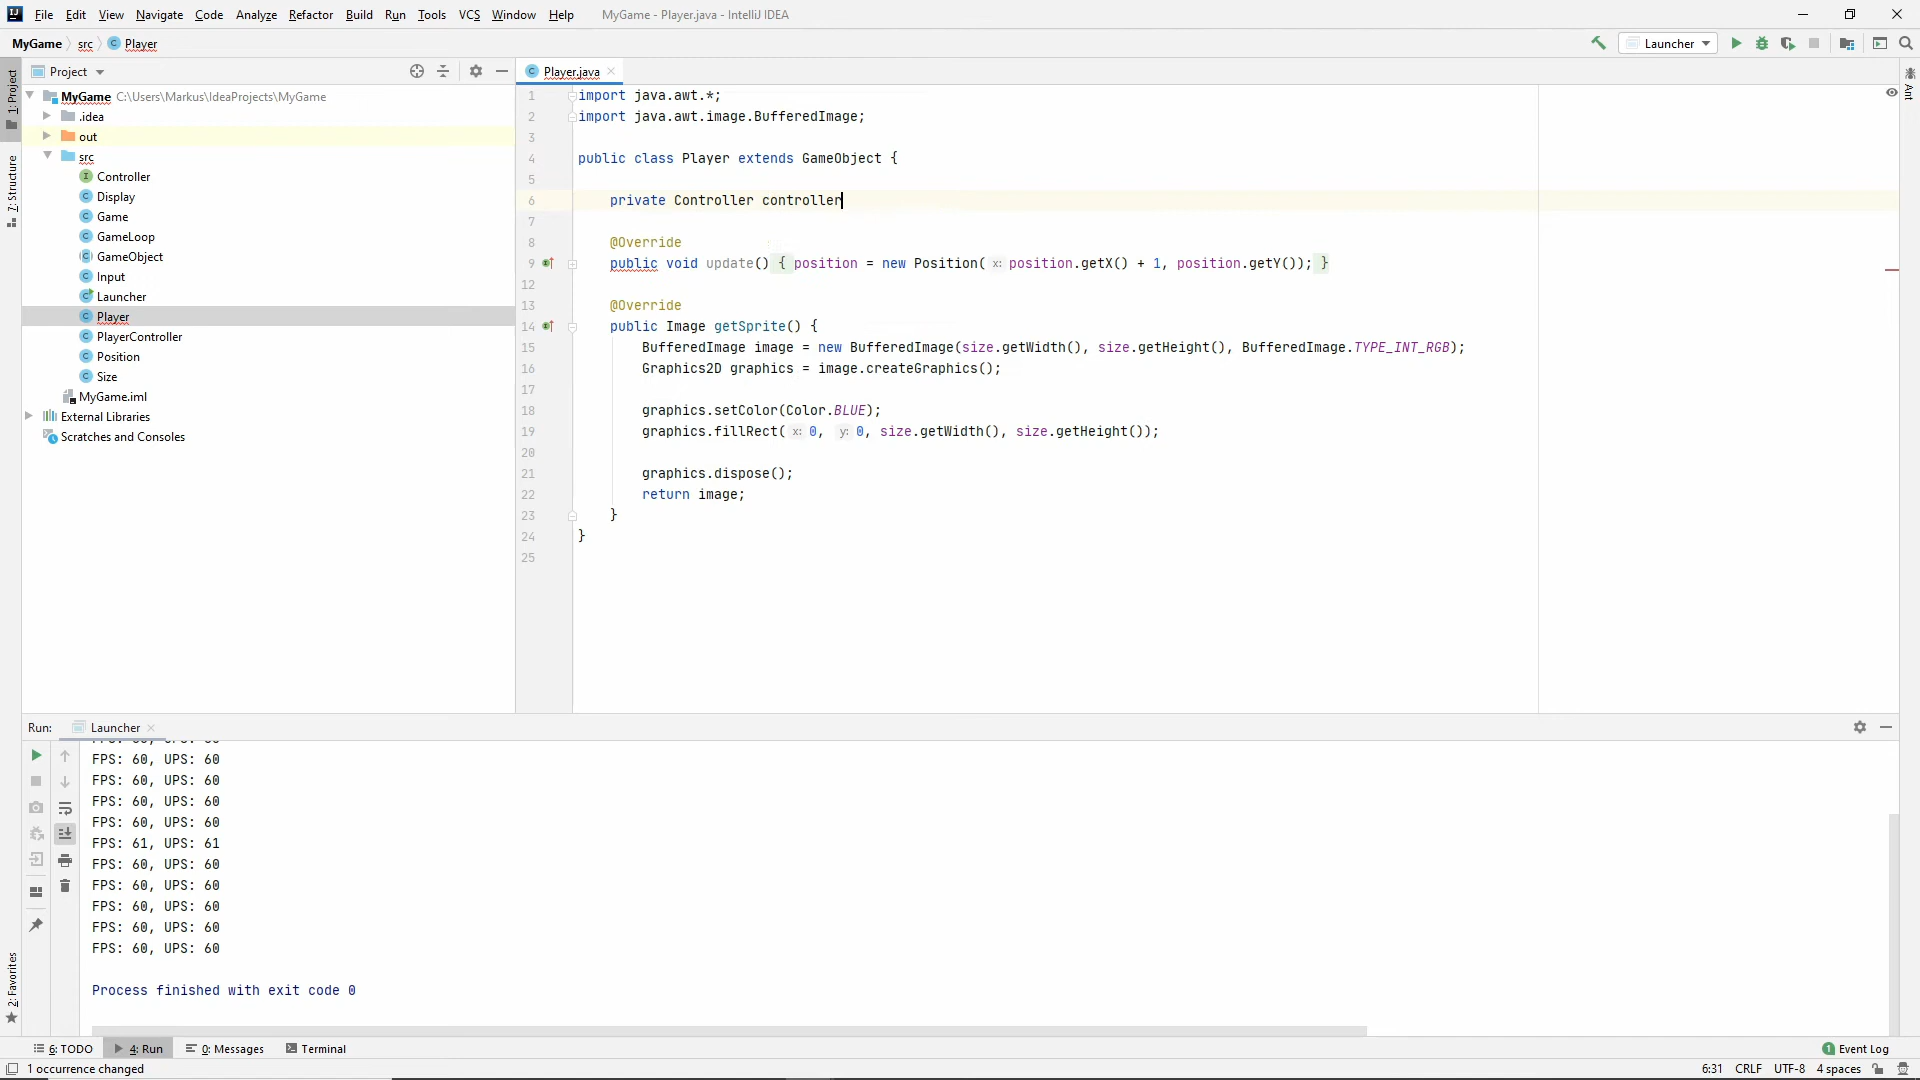 File Edit View Navigate Code Analyze Refactor Build Run Tools VCS Window Help MyGame - Player.java - IntelliJ IDEA
MyGame src Player
Launcher
1: Project
7: Structure
2: Favorites
Ant
Project
MyGame C:\Users\Markus\IdeaProjects\MyGame
.idea
out
src
Controller
Display
Game
GameLoop
GameObject
Input
Launcher
Player
PlayerController
Position
Size
MyGame.iml
External Libraries
Scratches and Consoles
Player.java
1 import java.awt.*;
2 import java.awt.image.BufferedImage;
3
4 public class Player extends GameObject {
5
6 private Controller controller
7
8 @Override
9 public void update() { position = new Position( x: position.getX() + 1, position.getY()); }
12
13 @Override
14 public Image getSprite() {
15 BufferedImage image = new BufferedImage(size.getWidth(), size.getHeight(), BufferedImage.TYPE_INT_RGB);
16 Graphics2D graphics = image.createGraphics();
17
18 graphics.setColor(Color.BLUE);
19 graphics.fillRect( x: 0, y: 0, size.getWidth(), size.getHeight());
20
21 graphics.dispose();
22 return image;
23 }
24 }
25
Run: Launcher
FPS: 60, UPS: 60
FPS: 60, UPS: 60
FPS: 60, UPS: 60
FPS: 60, UPS: 60
FPS: 61, UPS: 61
FPS: 60, UPS: 60
FPS: 60, UPS: 60
FPS: 60, UPS: 60
FPS: 60, UPS: 60
FPS: 60, UPS: 60
Process finished with exit code 0
6: TODO 4: Run 0: Messages Terminal 1 Event Log
1 occurrence changed 6:31 CRLF UTF-8 4 spaces